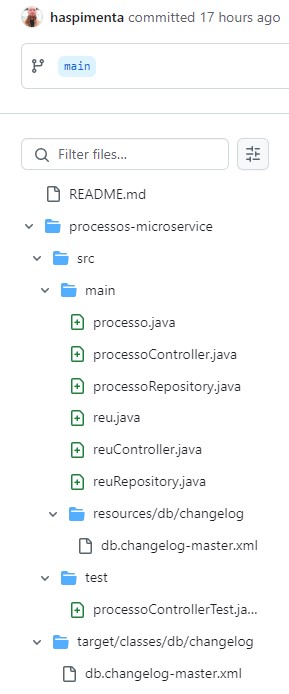 haspimenta committed 17 hours ago
main
Filter files...
README.md
processos-microservice
src
main
processo.java
processoController.java
processoRepository.java
reu.java
reuController.java
reuRepository.java
resources/db/changelog
db.changelog-master.xml
test
processoControllerTest.ja...
target/classes/db/changelog
db.changelog-master.xml